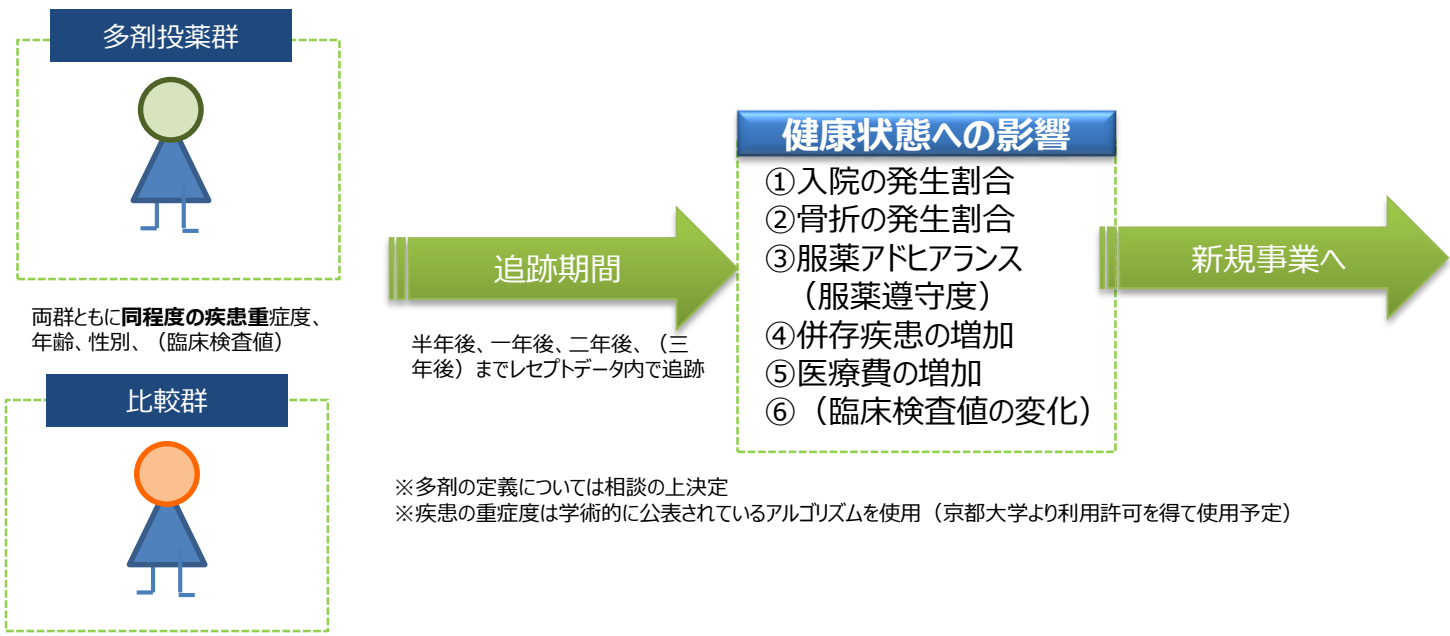 多剤投薬群
両群ともに同程度の疾患重症度、
年齢、性別、（臨床検査値）
比較群
追跡期間
半年後、一年後、二年後、（三
年後）までレセプトデータ内で追跡
健康状態への影響
①入院の発生割合
②骨折の発生割合
③服薬アドヒアランス
（服薬遵守度）
④併存疾患の増加
⑤医療費の増加
⑥（臨床検査値の変化）
新規事業へ
※多剤の定義については相談の上決定
※疾患の重症度は学術的に公表されているアルゴリズムを使用（京都大学より利用許可を得て使用予定）